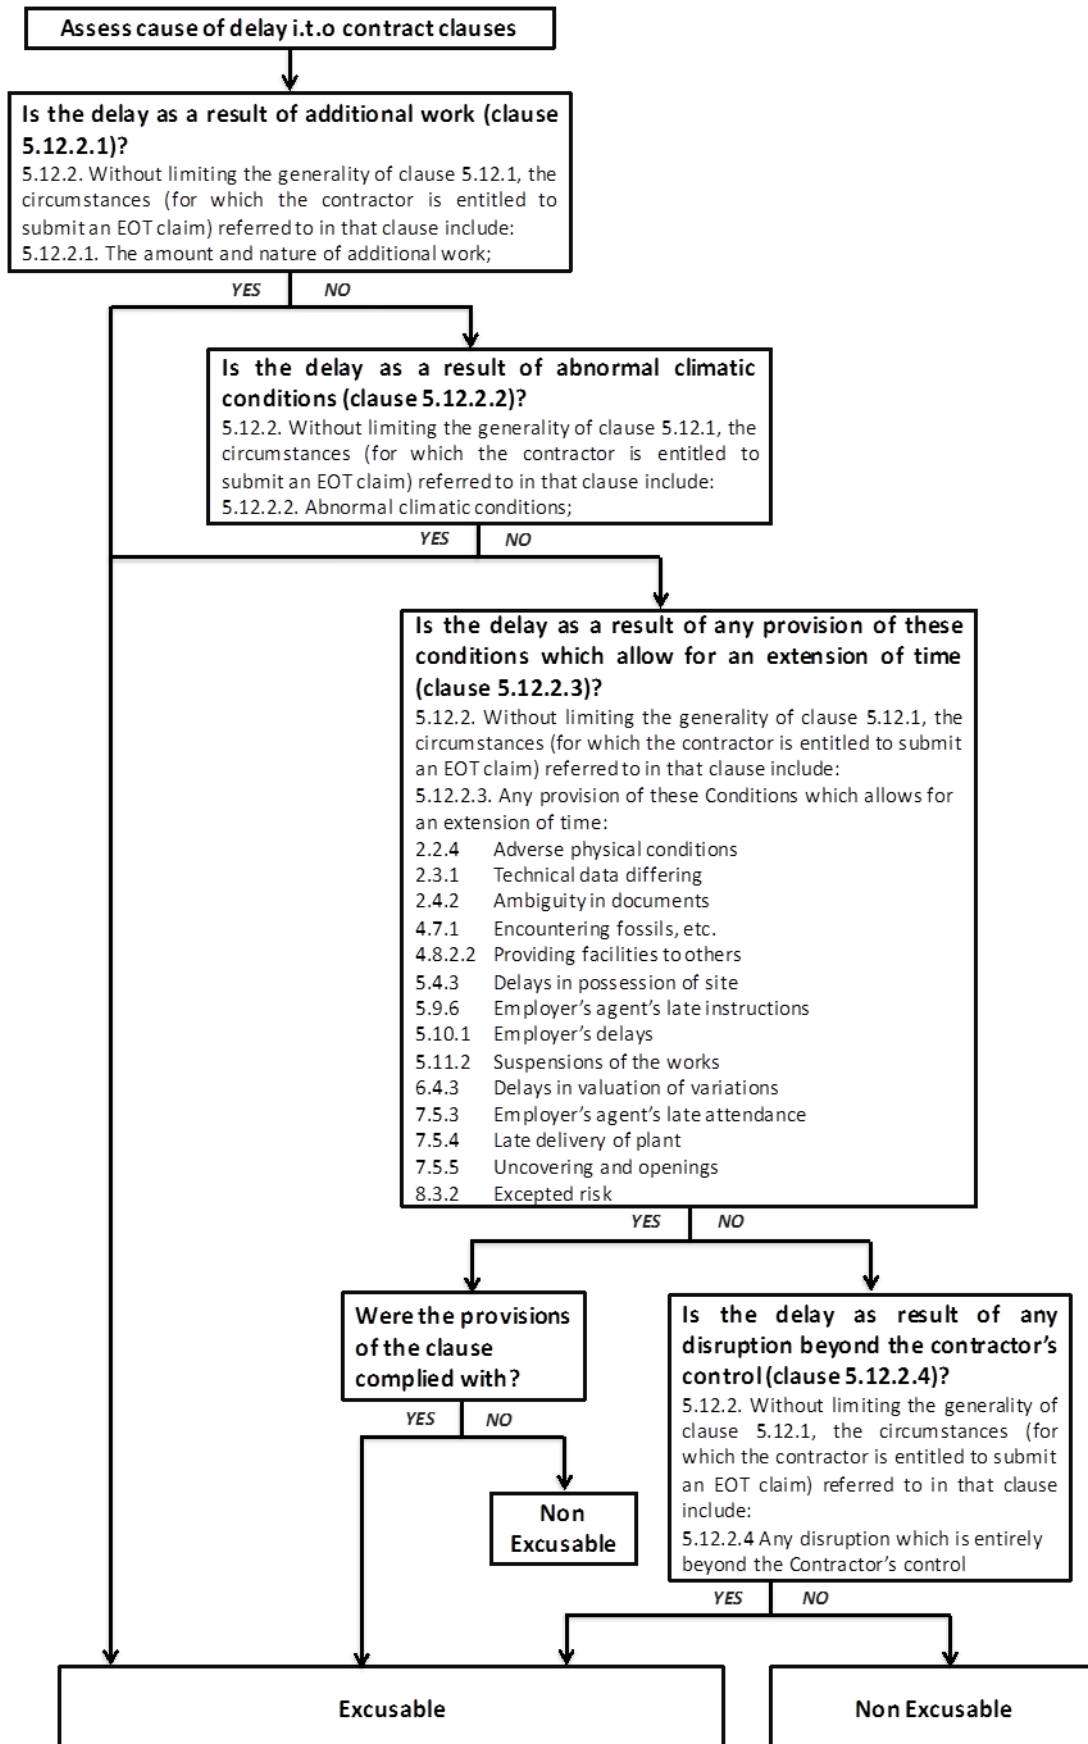 Assess cause of delay i.t.o contract clauses
Is the delay as a result of additional work (clause
5.12.2.1)?
5.12.2. Without limiting the generality of clause 5.12.1, the
circumstances (for which the contractor is entitled to
submit an EOT claim) referred to in that clause include:
5.12.2.1. The amount and nature of additional work;
YES NO
Is the delay as a result of abnormal climatic
conditions (clause 5.12.2.2)?
5.12.2. Without limiting the generality of clause 5.12.1, the
circumstances (for which the contractor is entitled to
submit an EOT claim) referred to in that clause include:
5.12.2.2. Abnormal climatic conditions;
YES NO
Is the delay as a result of any provision of these
conditions which allow for an extension of time
(clause 5.12.2.3)?
5.12.2. Without limiting the generality of clause 5.12.1, the
circumstances (for which the contractor is entitled to submit
an EOT claim) referred to in that clause include:
5.12.2.3. Any provision of these Conditions which allows for
an extension of time:
2.2.4 Adverse physical conditions
2.3.1 Technical data differing
2.4.2 Ambiguity in documents
4.7.1 Encountering fossils, etc.
4.8.2.2 Providing facilities to others
5.4.3 Delays in possession of site
5.9.6 Employer's agent's late instructions
5.10.1 Employer's delays
5.11.2 Suspensions of the works
6.4.3 Delays in valuation of variations
7.5.3 Employer's agent's late attendance
7.5.4 Late delivery of plant
7.5.5 Uncovering and openings
8.3.2 Excepted risk
YES NO
Were the provisions
of the clause
complied with?
YES NO
Non
Excusable
Is the delay as result of any
disruption beyond the contractor's
control (clause 5.12.2.4)?
5.12.2. Without limiting the generality of
clause 5.12.1, the circumstances (for
which the contractor is entitled to submit
an EOT claim) referred to in that clause
include:
5.12.2.4 Any disruption which is entirely
beyond the Contractor's control
YES NO
Excusable
Non Excusable